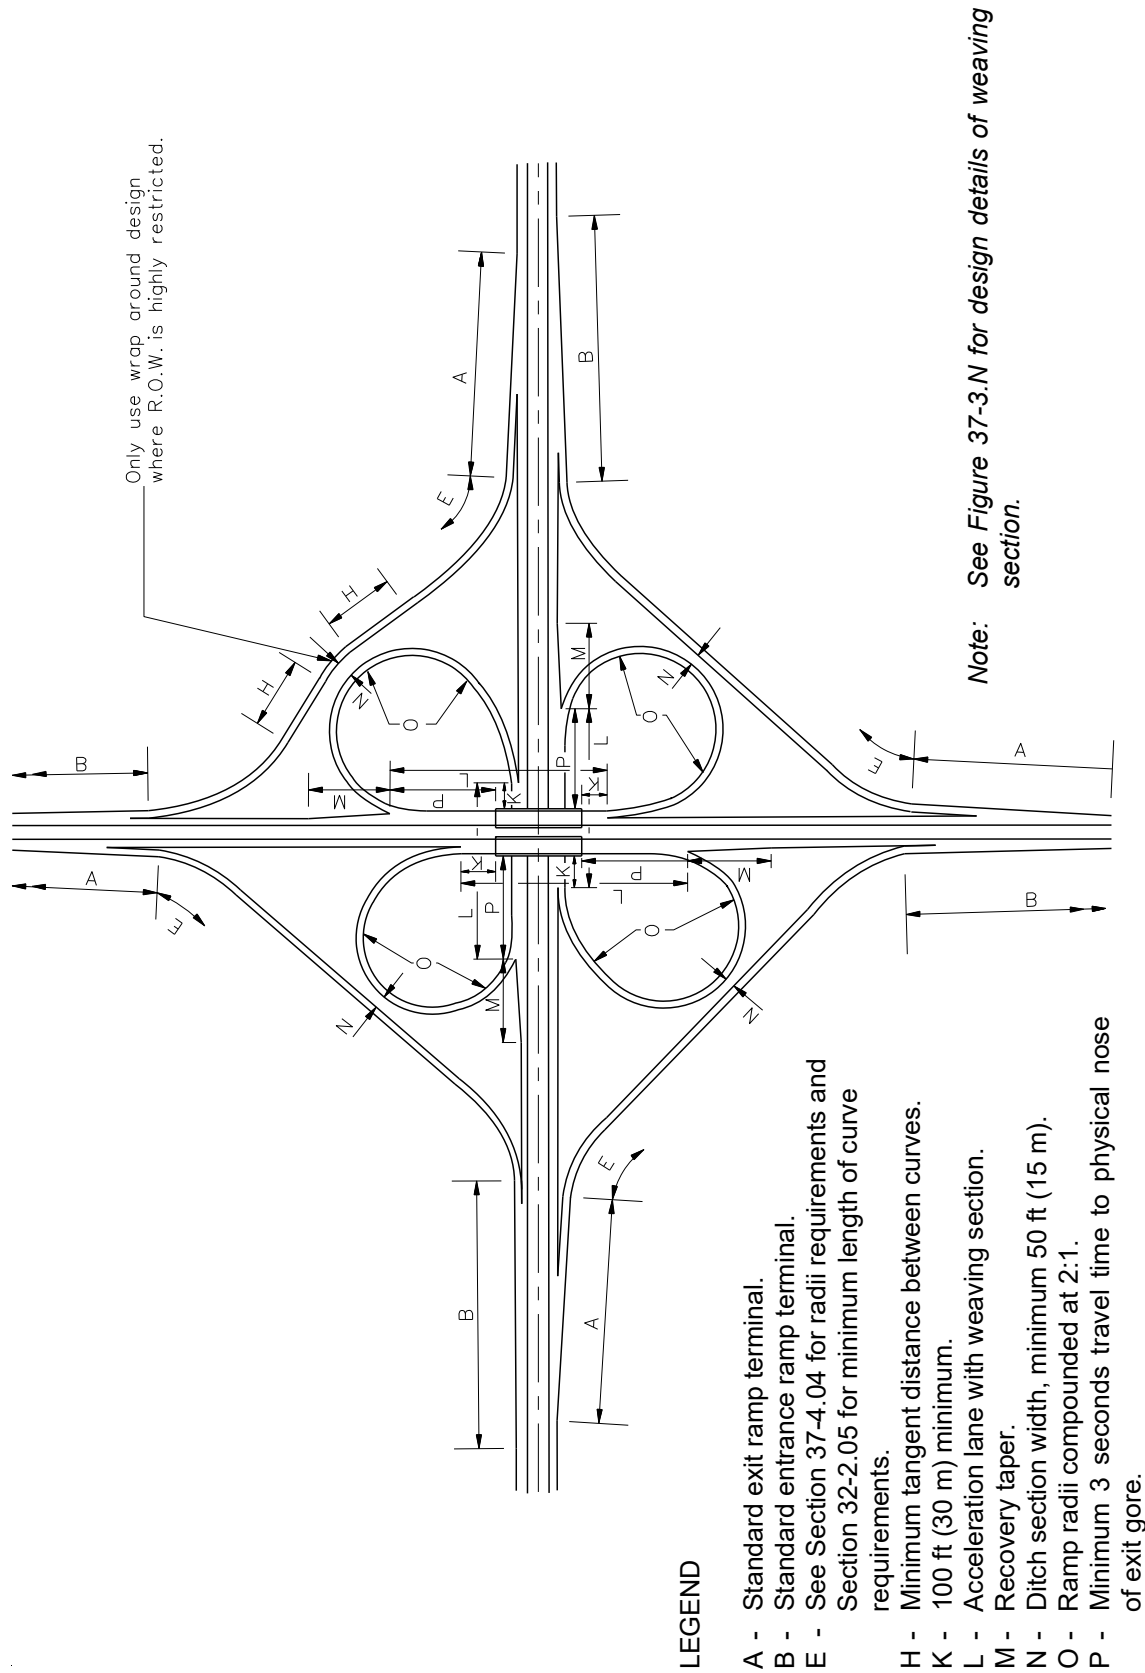 Only use wrap around design
where R.O.W. is highly restricted.
A
B
E
H
N
M
H
N
O
O
P
E
A
B
L
L
K
M
P
K
K
P
M
B
A
K
L
E
L
P
O
O
N
M
N
E
A
B
LEGEND
A - Standard exit ramp terminal.
B - Standard entrance ramp terminal.
E - See Section 37-4.04 for radii requirements and
Section 32-2.05 for minimum length of curve
requirements.
H - Minimum tangent distance between curves.
K - 100 ft (30 m) minimum.
L - Acceleration lane with weaving section.
M - Recovery taper.
N - Ditch section width, minimum 50 ft (15 m).
O - Ramp radii compounded at 2:1.
P - Minimum 3 seconds travel time to physical nose
of exit gore.
Note: See Figure 37-3.N for design details of weaving
section.